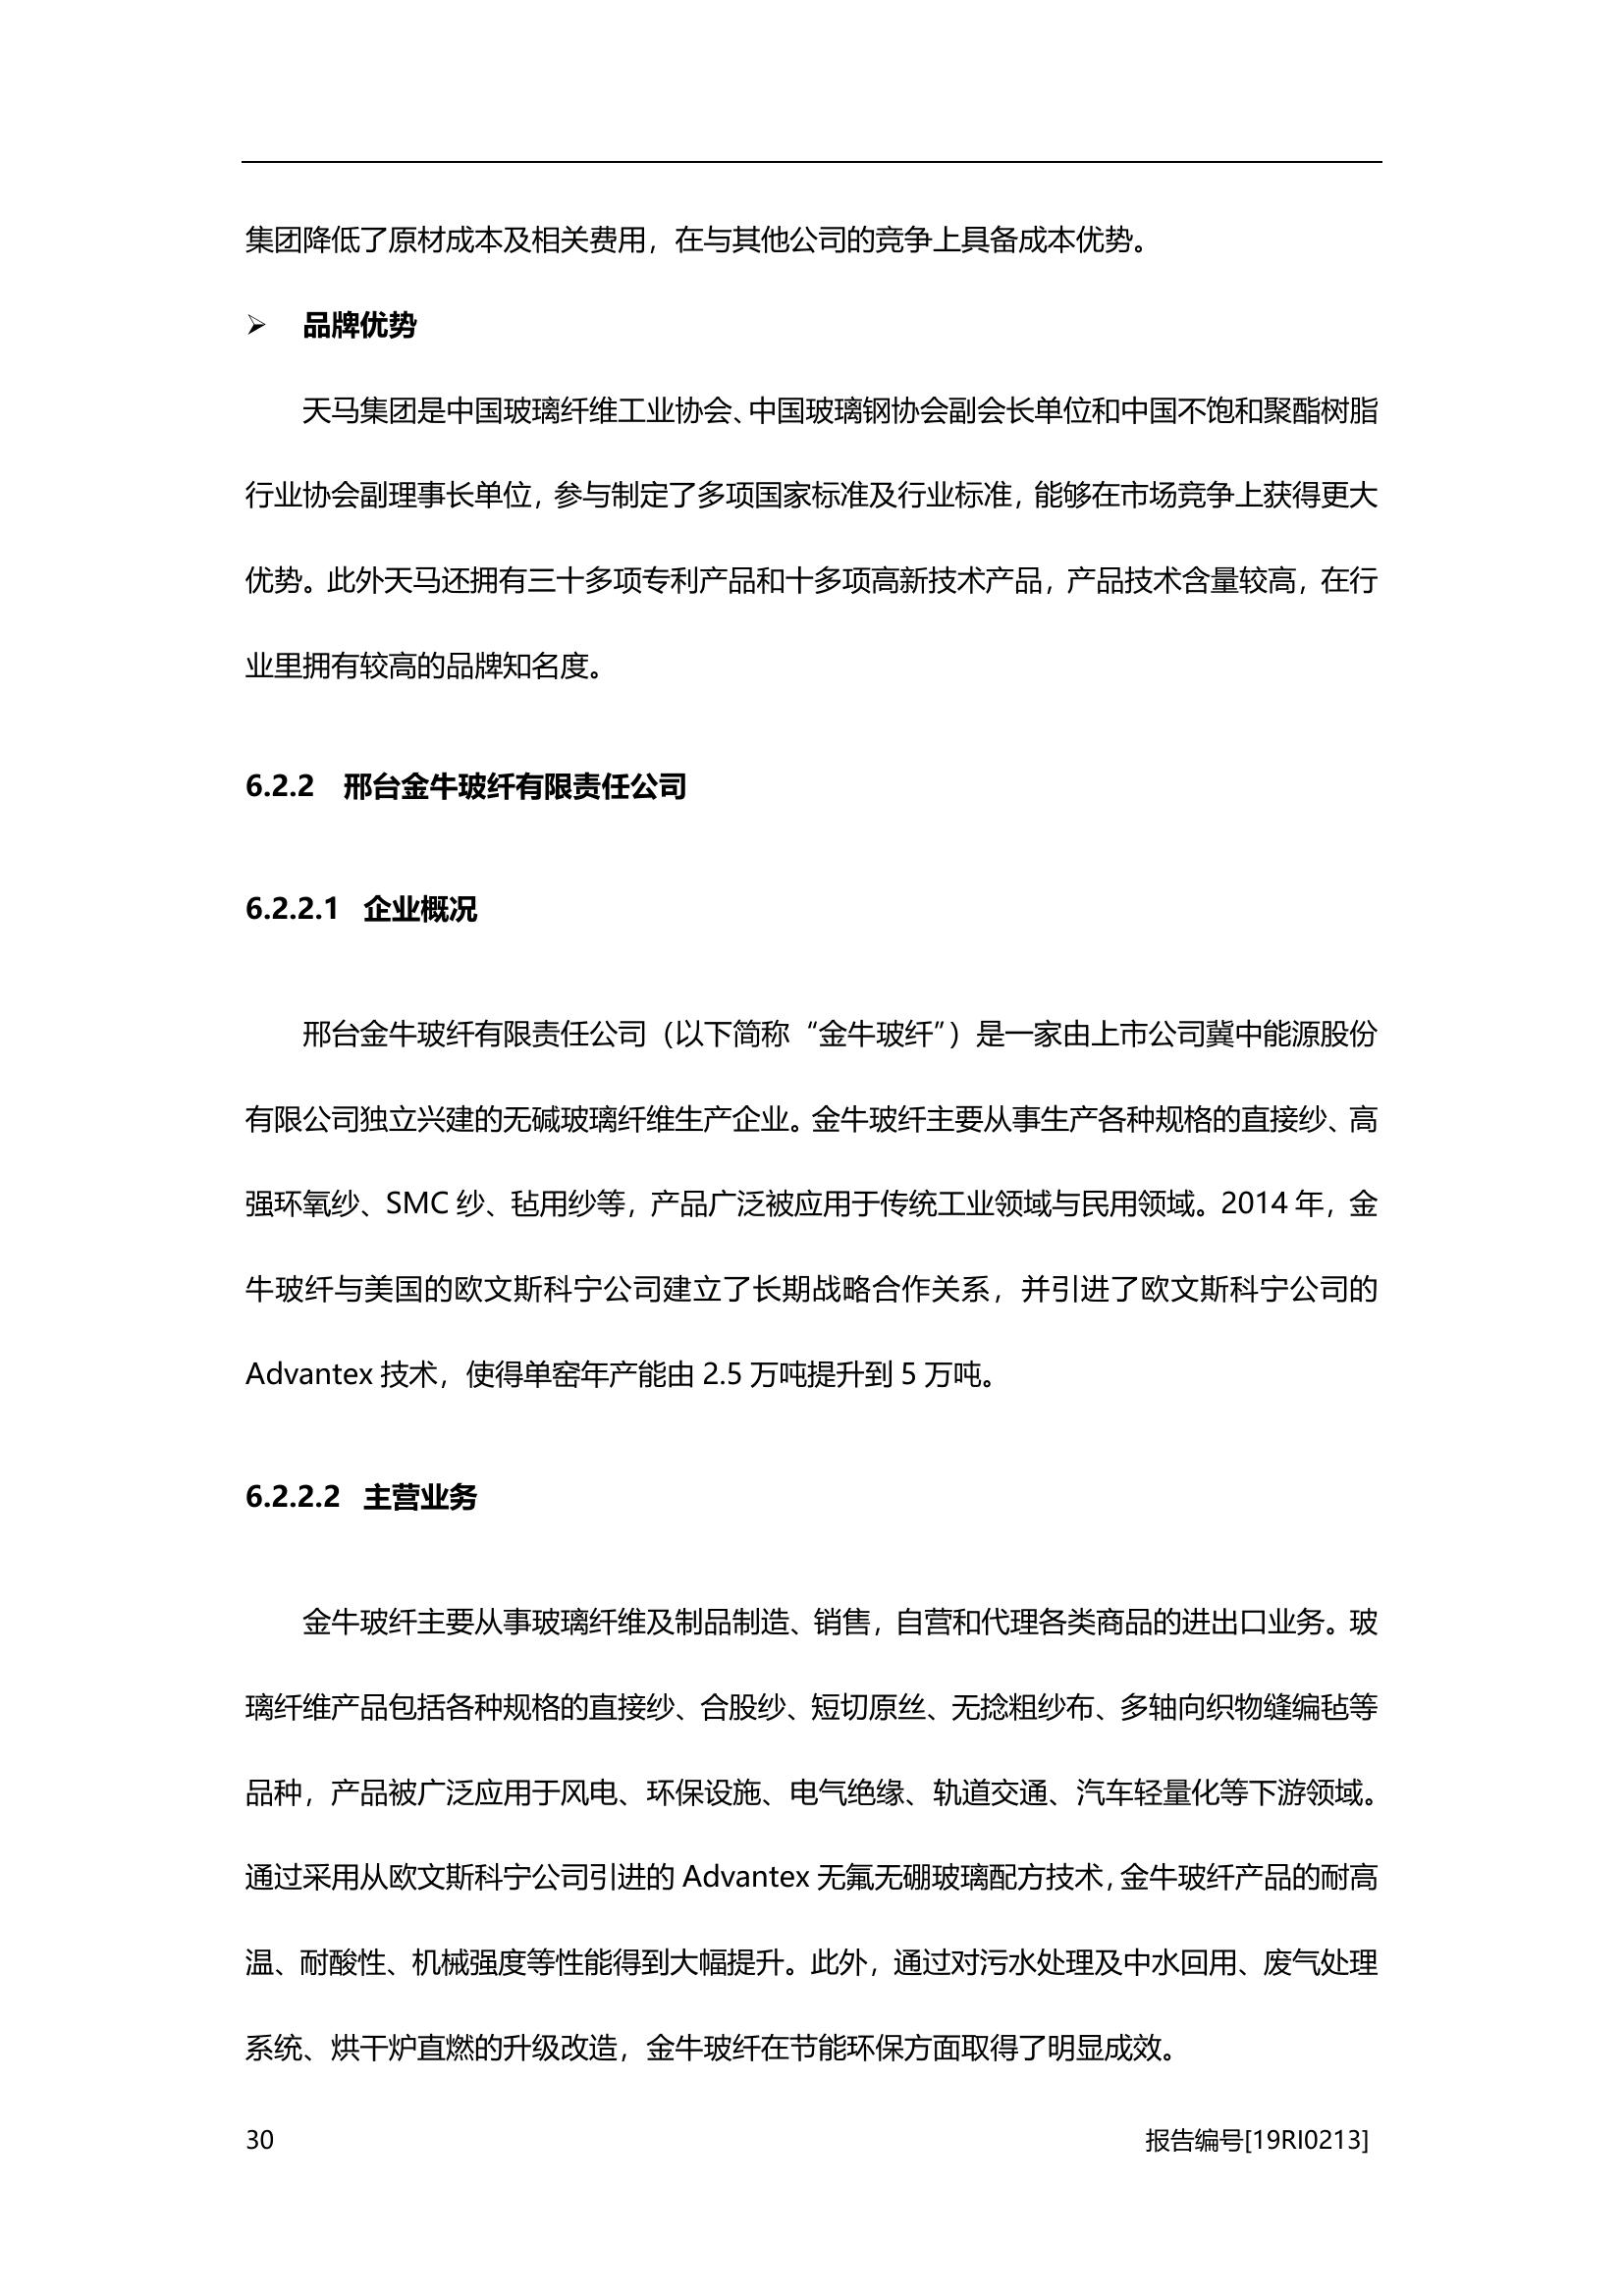 集团降低了原材成本及相关费用，在与其他公司的竞争上具备成本优势。
➢ 品牌优势
天马集团是中国玻璃纤维工业协会、中国玻璃钢协会副会长单位和中国不饱和聚酯树脂
行业协会副理事长单位，参与制定了多项国家标准及行业标准，能够在市场竞争上获得更大
优势。此外天马还拥有三十多项专利产品和十多项高新技术产品，产品技术含量较高，在行
业里拥有较高的品牌知名度。
6.2.2 邢台金牛玻纤有限责任公司
6.2.2.1 企业概况
邢台金牛玻纤有限责任公司（以下简称“金牛玻纤”）是一家由上市公司冀中能源股份
有限公司独立兴建的无碱玻璃纤维生产企业。金牛玻纤主要从事生产各种规格的直接纱、高
强环氧纱、SMC 纱、毡用纱等，产品广泛被应用于传统工业领域与民用领域。2014 年，金
牛玻纤与美国的欧文斯科宁公司建立了长期战略合作关系，并引进了欧文斯科宁公司的
Advantex 技术，使得单窑年产能由 2.5 万吨提升到 5 万吨。
6.2.2.2 主营业务
金牛玻纤主要从事玻璃纤维及制品制造、销售，自营和代理各类商品的进出口业务。玻
璃纤维产品包括各种规格的直接纱、合股纱、短切原丝、无捻粗纱布、多轴向织物缝编毡等
品种，产品被广泛应用于风电、环保设施、电气绝缘、轨道交通、汽车轻量化等下游领域。
通过采用从欧文斯科宁公司引进的 Advantex 无氟无硼玻璃配方技术，金牛玻纤产品的耐高
温、耐酸性、机械强度等性能得到大幅提升。此外，通过对污水处理及中水回用、废气处理
系统、烘干炉直燃的升级改造，金牛玻纤在节能环保方面取得了明显成效。
30 报告编号[19RI0213]